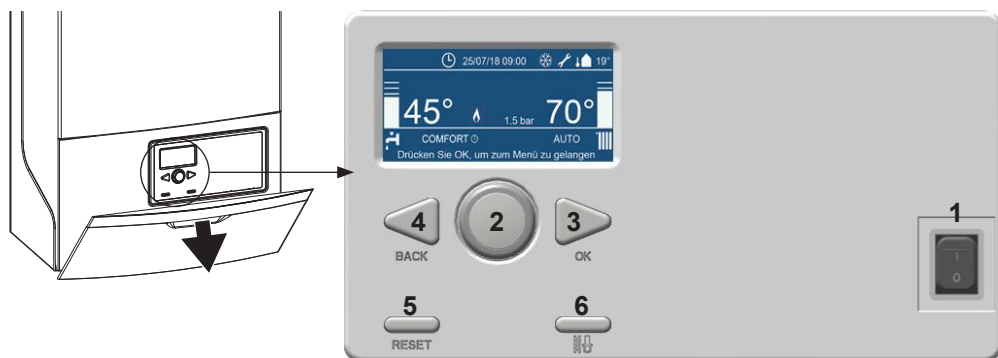 25/07/18 09:00 19°
45° 1.5 bar 70°
COMFORT AUTO
Drücken Sie OK, um zum Menü zu gelangen
1
4 2 3
BACK OK
I
0
5 6
RESET